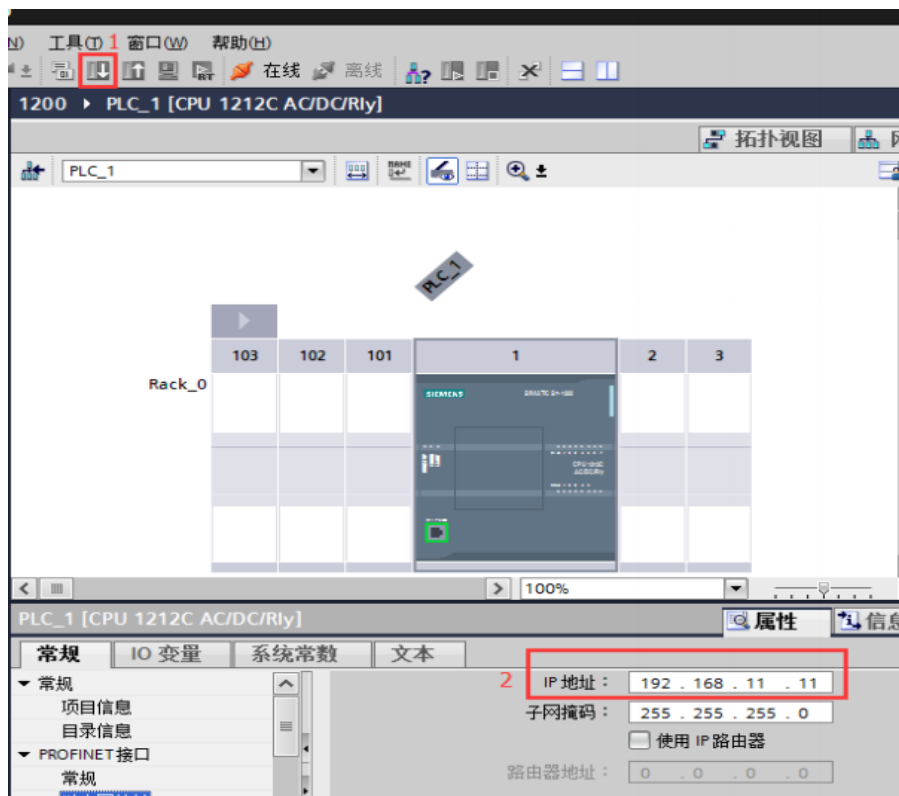 N) 工具(T) 1 窗口(W) 帮助(H)
在线 离线
1200 PLC_1 [CPU 1212C AC/DC/Rly]
拓扑视图
PLC_1
PLC_1
103 102 101 1 2 3
Rack_0
SIEMENS
100%
PLC_1 [CPU 1212C AC/DC/Rly]
属性 信息
常规 IO 变量 系统常数 文本
常规
项目信息
目录信息
PROFINET接口
常规
2 IP 地址： 192 . 168 . 11 . 11
子网掩码： 255 . 255 . 255 . 0
使用 IP 路由器
路由器地址： 0 . 0 . 0 . 0